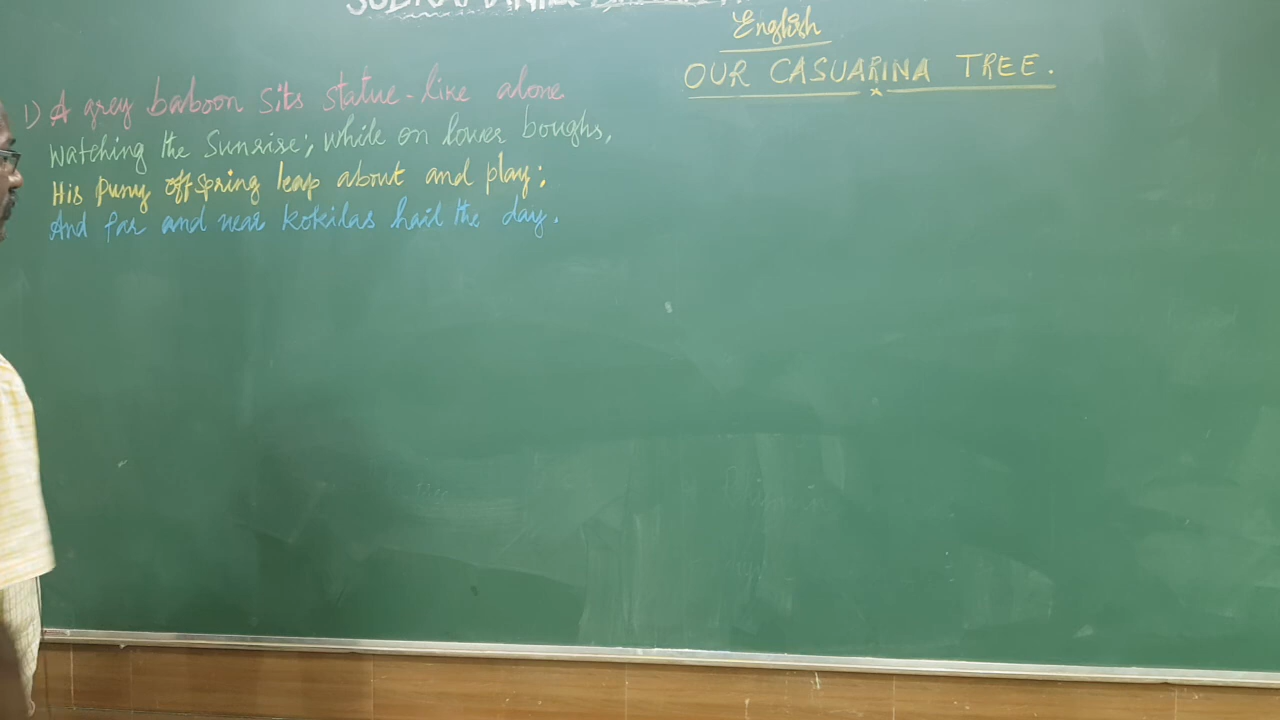 English
OUR CASUARINA TREE.
1) A grey baboon sits statue-like alone
Watching the Sunrise; while on lower boughs,
His puny offspring leap about and play;
And far and near kokilas hail the day.